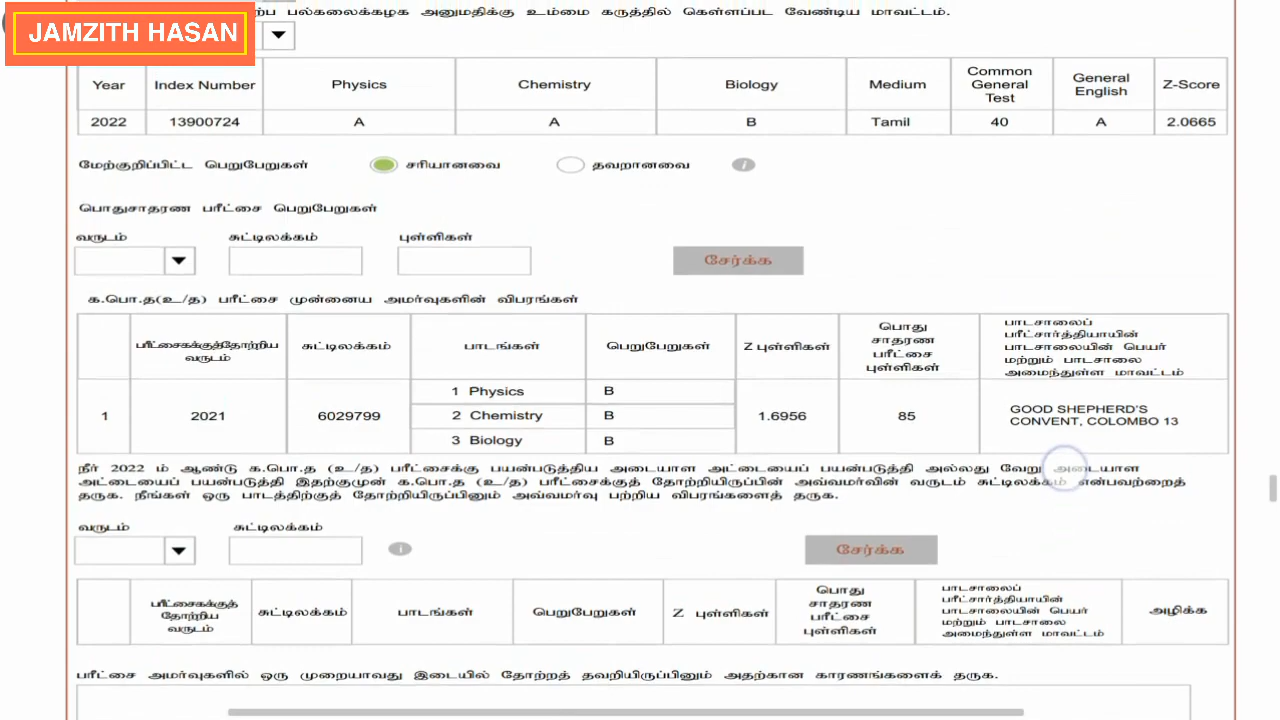 JAMZITH HASAN
ற்ப பல்கலைக்கழக அனுமதிக்கு உம்மை கருத்தில் கெள்ளப்பட வேண்டிய மாவட்டம்.
Year Index Number Physics Chemistry Biology Medium Common General Test General English Z-Score
2022 13900724 A A B Tamil 40 A 2.0665
மேற்குறிப்பிட்ட பெறுபேறுகள் சரியானவை தவறானவை i
பொதுசாதரண பரீட்சை பெறுபேறுகள்
வருடம் சுட்டிலக்கம் புள்ளிகள்
சேர்க்க
க.பொ.த(உ/த) பரீட்சை முன்னைய அமர்வுகளின் விபரங்கள்
பரீட்சைகக்குத்தோற்றிய வருடம் சுட்டிலக்கம் பாடங்கள் பெறுபேறுகள் Z புள்ளிகள் பொது சாதரண பரீட்சை புள்ளிகள் பாடசாலைப் பரீட்சார்த்தியாயின் பாடசாலையின் பெயர் மற்றும் பாடசாலை அமைந்துள்ள மாவட்டம்
1 2021 6029799 1 Physics B 1.6956 85 GOOD SHEPHERD'S CONVENT, COLOMBO 13
2 Chemistry B
3 Biology B
நீர் 2022 ம் ஆண்டு க.பொ.த (உ/த) பரீட்சைக்கு பயன்படுத்திய அடையாள அட்டையைப் பயன்படுத்தி அல்லது வேறு அடையாள
அட்டையைப் பயன்படுத்தி இதற்குமுன் க.பொ.த (உ/த) பரீட்சைக்குத் தோற்றியிருப்பின் அவ்வமர்வின் வருடம் சுட்டிலக்கம் என்பவற்றைத்
தருக. நீங்கள் ஒரு பாடத்திற்குத் தோற்றியிருப்பினும் அவ்வமர்வு பற்றிய விபரங்களைத் தருக.
வருடம் சுட்டிலக்கம்
i சேர்க்க
பரீட்சைகக்குத் தோற்றிய வருடம் சுட்டிலக்கம் பாடங்கள் பெறுபேறுகள் Z புள்ளிகள் பொது சாதரண பரீட்சை புள்ளிகள் பாடசாலைப் பரீட்சார்த்தியாயின் பாடசாலையின் பெயர் மற்றும் பாடசாலை அமைந்துள்ள மாவட்டம் அழிக்க
பரீட்சை அமர்வுகளில் ஒரு முறையாவது இடையில் தோற்றத் தவறியிருப்பினும் அதற்கான காரணங்களைக் தருக.